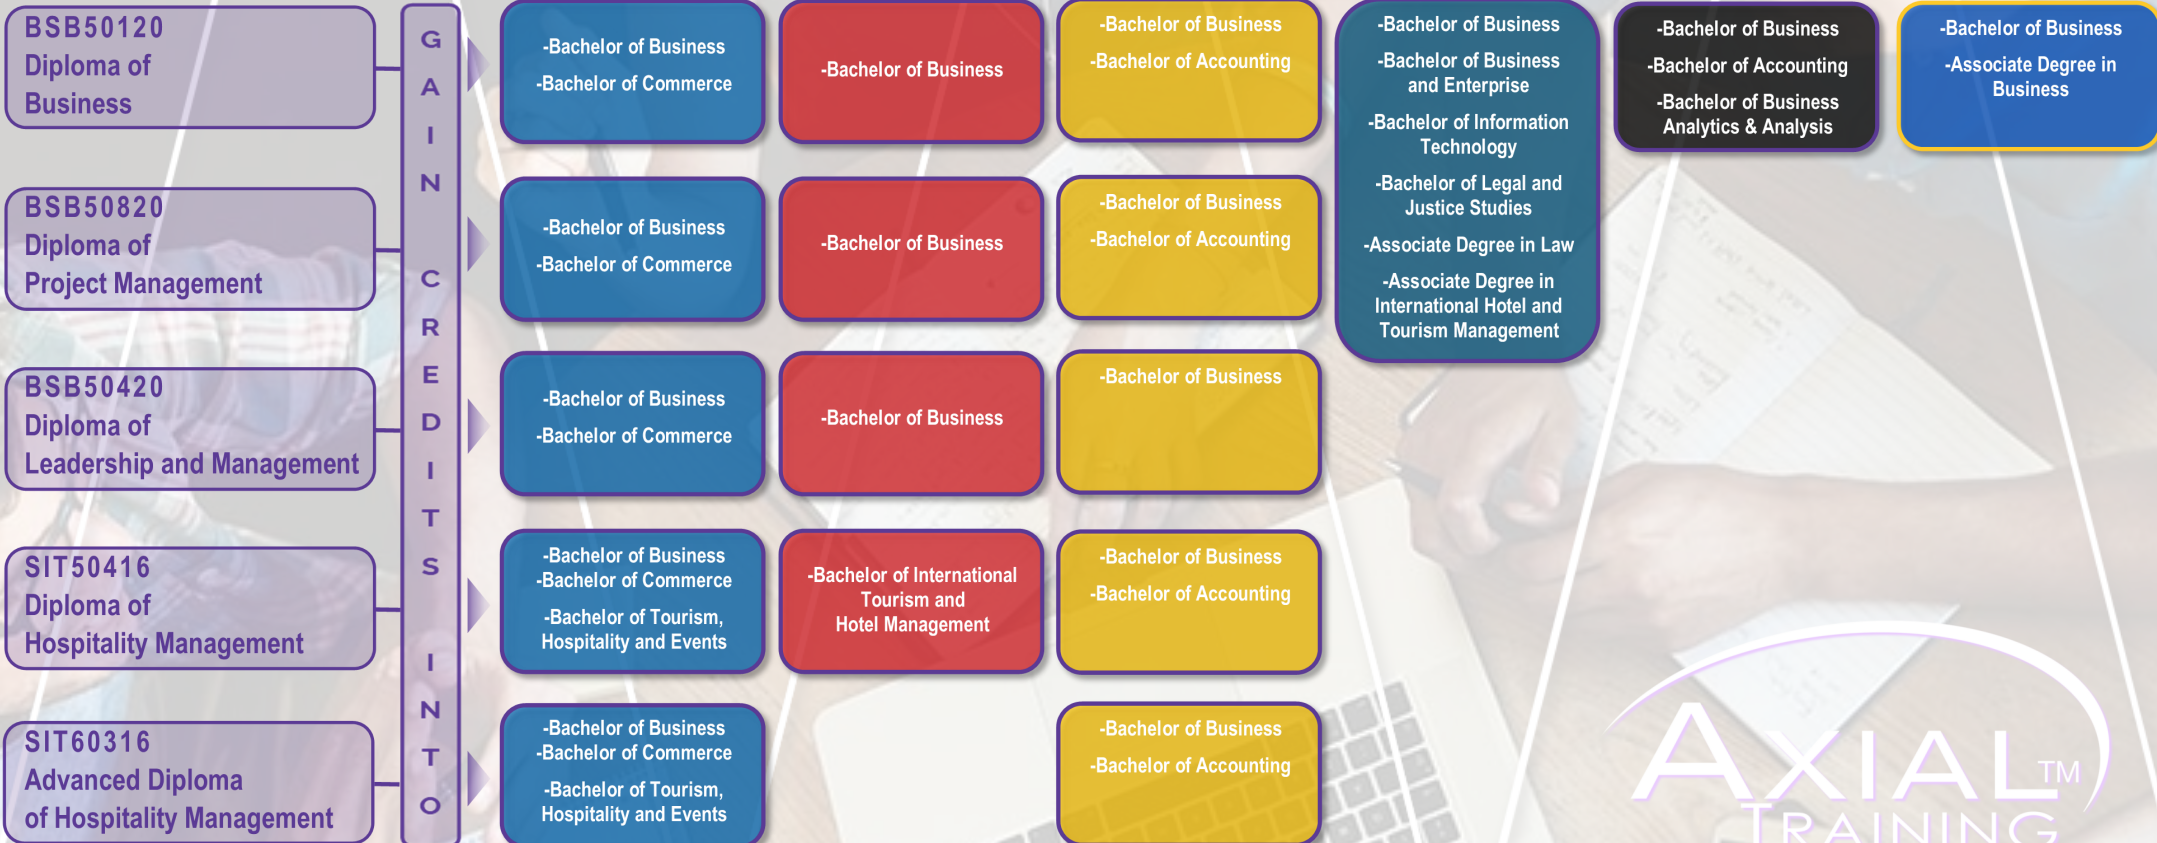 BSB50120
Diploma of
Business
BSB50820
Diploma of
Project Management
BSB50420
Diploma of
Leadership and Management
SIT50416
Diploma of
Hospitality Management
SIT60316
Advanced Diploma
of Hospitality Management
GAIN CREDITS INTO
-Bachelor of Business
-Bachelor of Commerce
-Bachelor of Business
-Bachelor of Business
-Bachelor of Accounting
-Bachelor of Business
-Bachelor of Business
and Enterprise
-Bachelor of Information
Technology
-Bachelor of Legal and
Justice Studies
-Associate Degree in Law
-Associate Degree in
International Hotel and
Tourism Management
-Bachelor of Business
-Bachelor of Accounting
-Bachelor of Business
Analytics & Analysis
-Bachelor of Business
-Associate Degree in
Business
-Bachelor of Business
-Bachelor of Commerce
-Bachelor of Business
-Bachelor of Business
-Bachelor of Accounting
-Bachelor of Business
-Bachelor of Commerce
-Bachelor of Business
-Bachelor of Business
-Bachelor of Business
-Bachelor of Commerce
-Bachelor of Tourism,
Hospitality and Events
-Bachelor of International
Tourism and
Hotel Management
-Bachelor of Business
-Bachelor of Accounting
-Bachelor of Business
-Bachelor of Commerce
-Bachelor of Tourism,
Hospitality and Events
-Bachelor of Business
-Bachelor of Accounting
AXIAL™
TRAINING